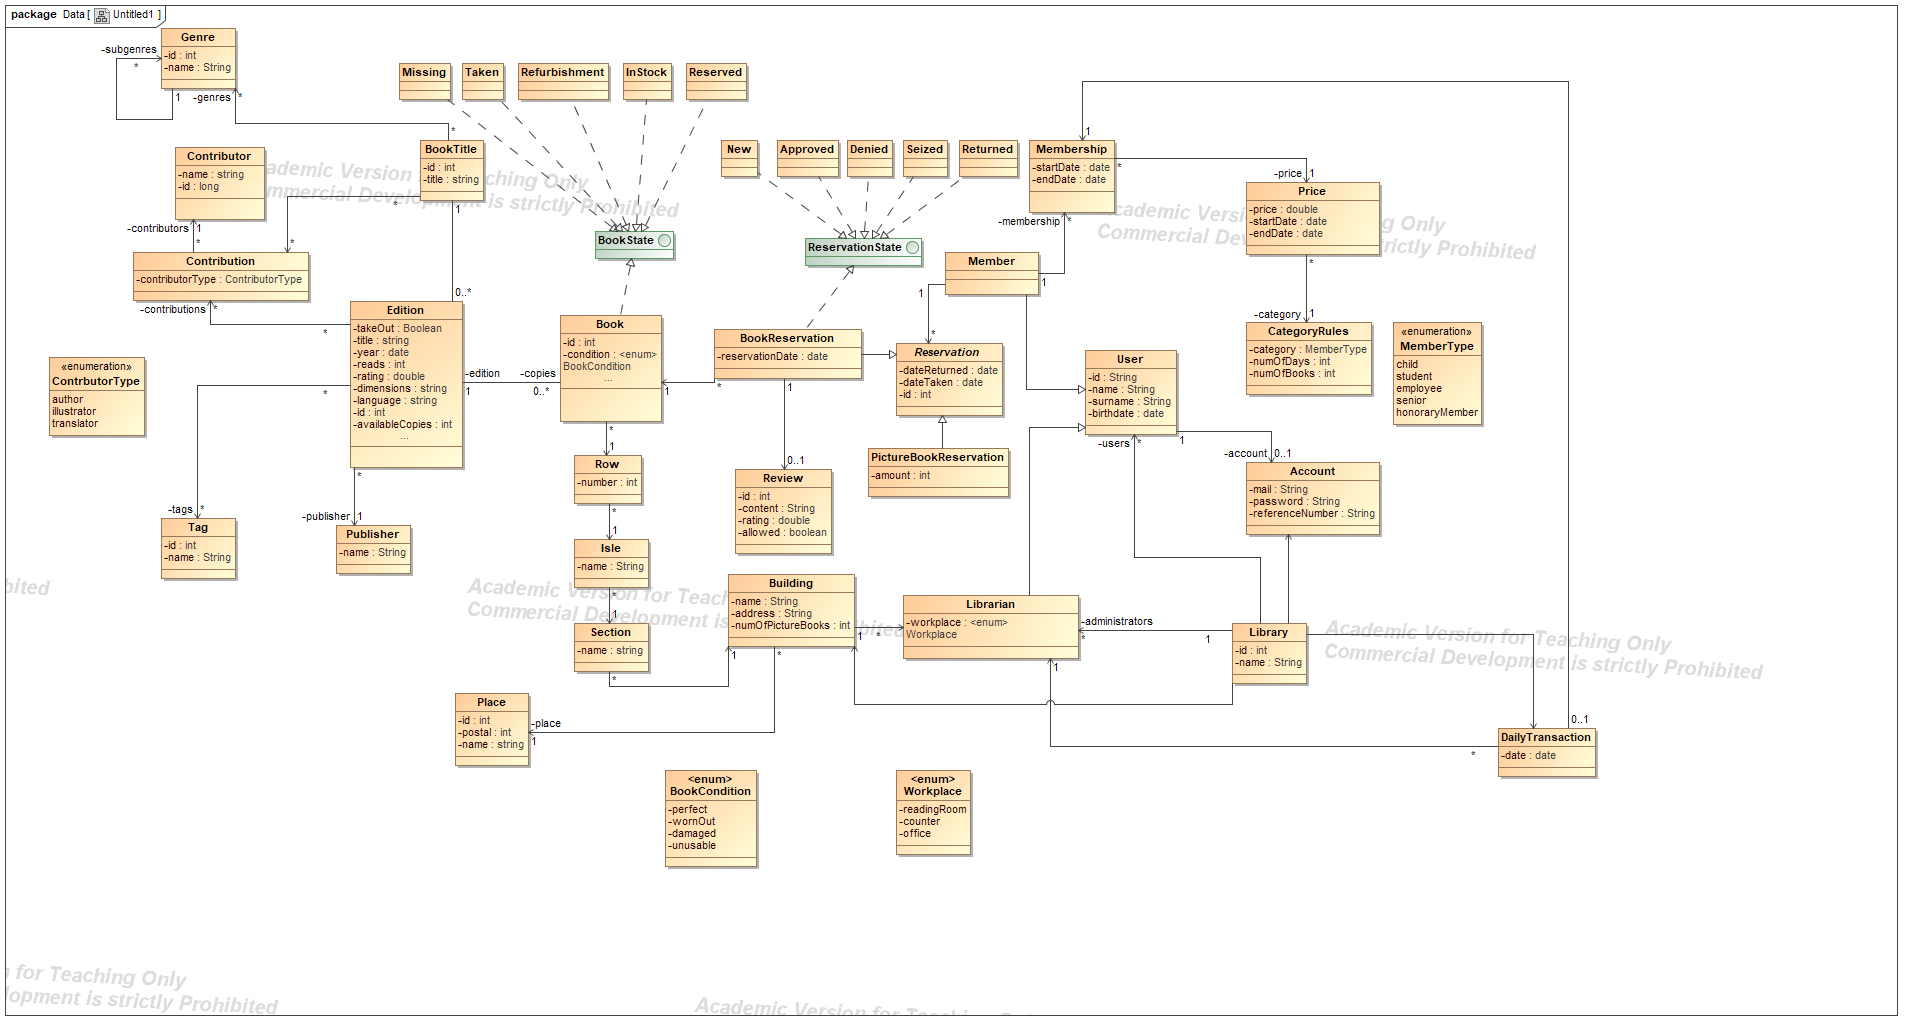 package Data [ Untitled1 ]
Genre
-id : int
-name : String
-subgenres
*
1
-genres
*
Missing
Taken
Refurbishment
InStock
Reserved
*
BookTitle
-id : int
-title : string
*
1
Contributor
-name : string
-id : long
-contributors
1
*
*
Contribution
-contributorType : ContributorType
-contributions
*
*
New
Approved
Denied
Seized
Returned
BookState
ReservationState
1
Membership
-startDate : date
-endDate : date
*
-membership
*
-price
1
Price
-price : double
-startDate : date
-endDate : date
*
-category
1
Member
1
1
*
0..*
Edition
-takeOut : Boolean
-title : string
-year : date
-reads : int
-rating : double
-dimensions : string
-language : string
-id : int
-availableCopies : int
...
-edition
1
-copies
0..*
Book
-id : int
-condition : <enum>
BookCondition
...
1
*
BookReservation
-reservationDate : date
1
Reservation
-dateReturned : date
-dateTaken : date
-id : int
User
-id : String
-name : String
-surname : String
-birthdate : date
CategoryRules
-category : MemberType
-numOfDays : int
-numOfBooks : int
«enumeration»
MemberType
child
student
employee
senior
honoraryMember
«enumeration»
ContrbutorType
author
illustrator
translator
*
-tags
*
Tag
-id : int
-name : String
*
-publisher
1
Publisher
-name : String
*
1
Row
-number : int
*
1
Isle
-name : String
*
1
Section
-name : string
*
0..1
Review
-id : int
-content : String
-rating : double
-allowed : boolean
PictureBookReservation
-amount : int
-users
*
1
-account
0..1
Account
-mail : String
-password : String
-referenceNumber : String
Building
-name : String
-address : String
-numOfPictureBooks : int
1
*
1
*
Librarian
-workplace : <enum>
Workplace
-administrators
*
1
1
Library
-id : int
-name : String
Place
-id : int
-postal : int
-name : string
-place
1
0..1
*
DailyTransaction
-date : date
<enum>
BookCondition
-perfect
-wornOut
-damaged
-unusable
<enum>
Workplace
-readingRoom
-counter
-office
Academic Version for Teaching Only
Commercial Development is strictly Prohibited